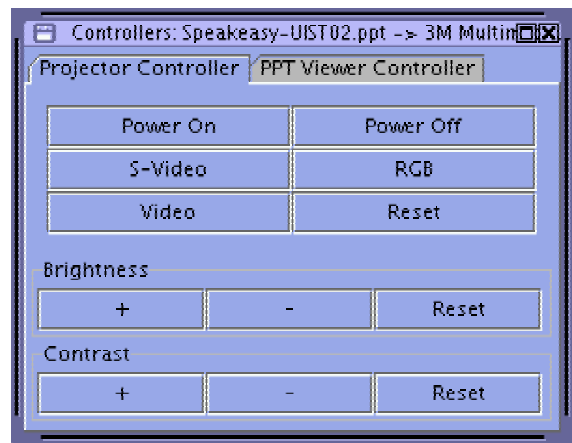 Controllers: Speakeasy-UIST02.ppt -> 3M Multim
Projector Controller PPT Viewer Controller
Power On Power Off
S-Video RGB
Video Reset
Brightness
+ - Reset
Contrast
+ - Reset